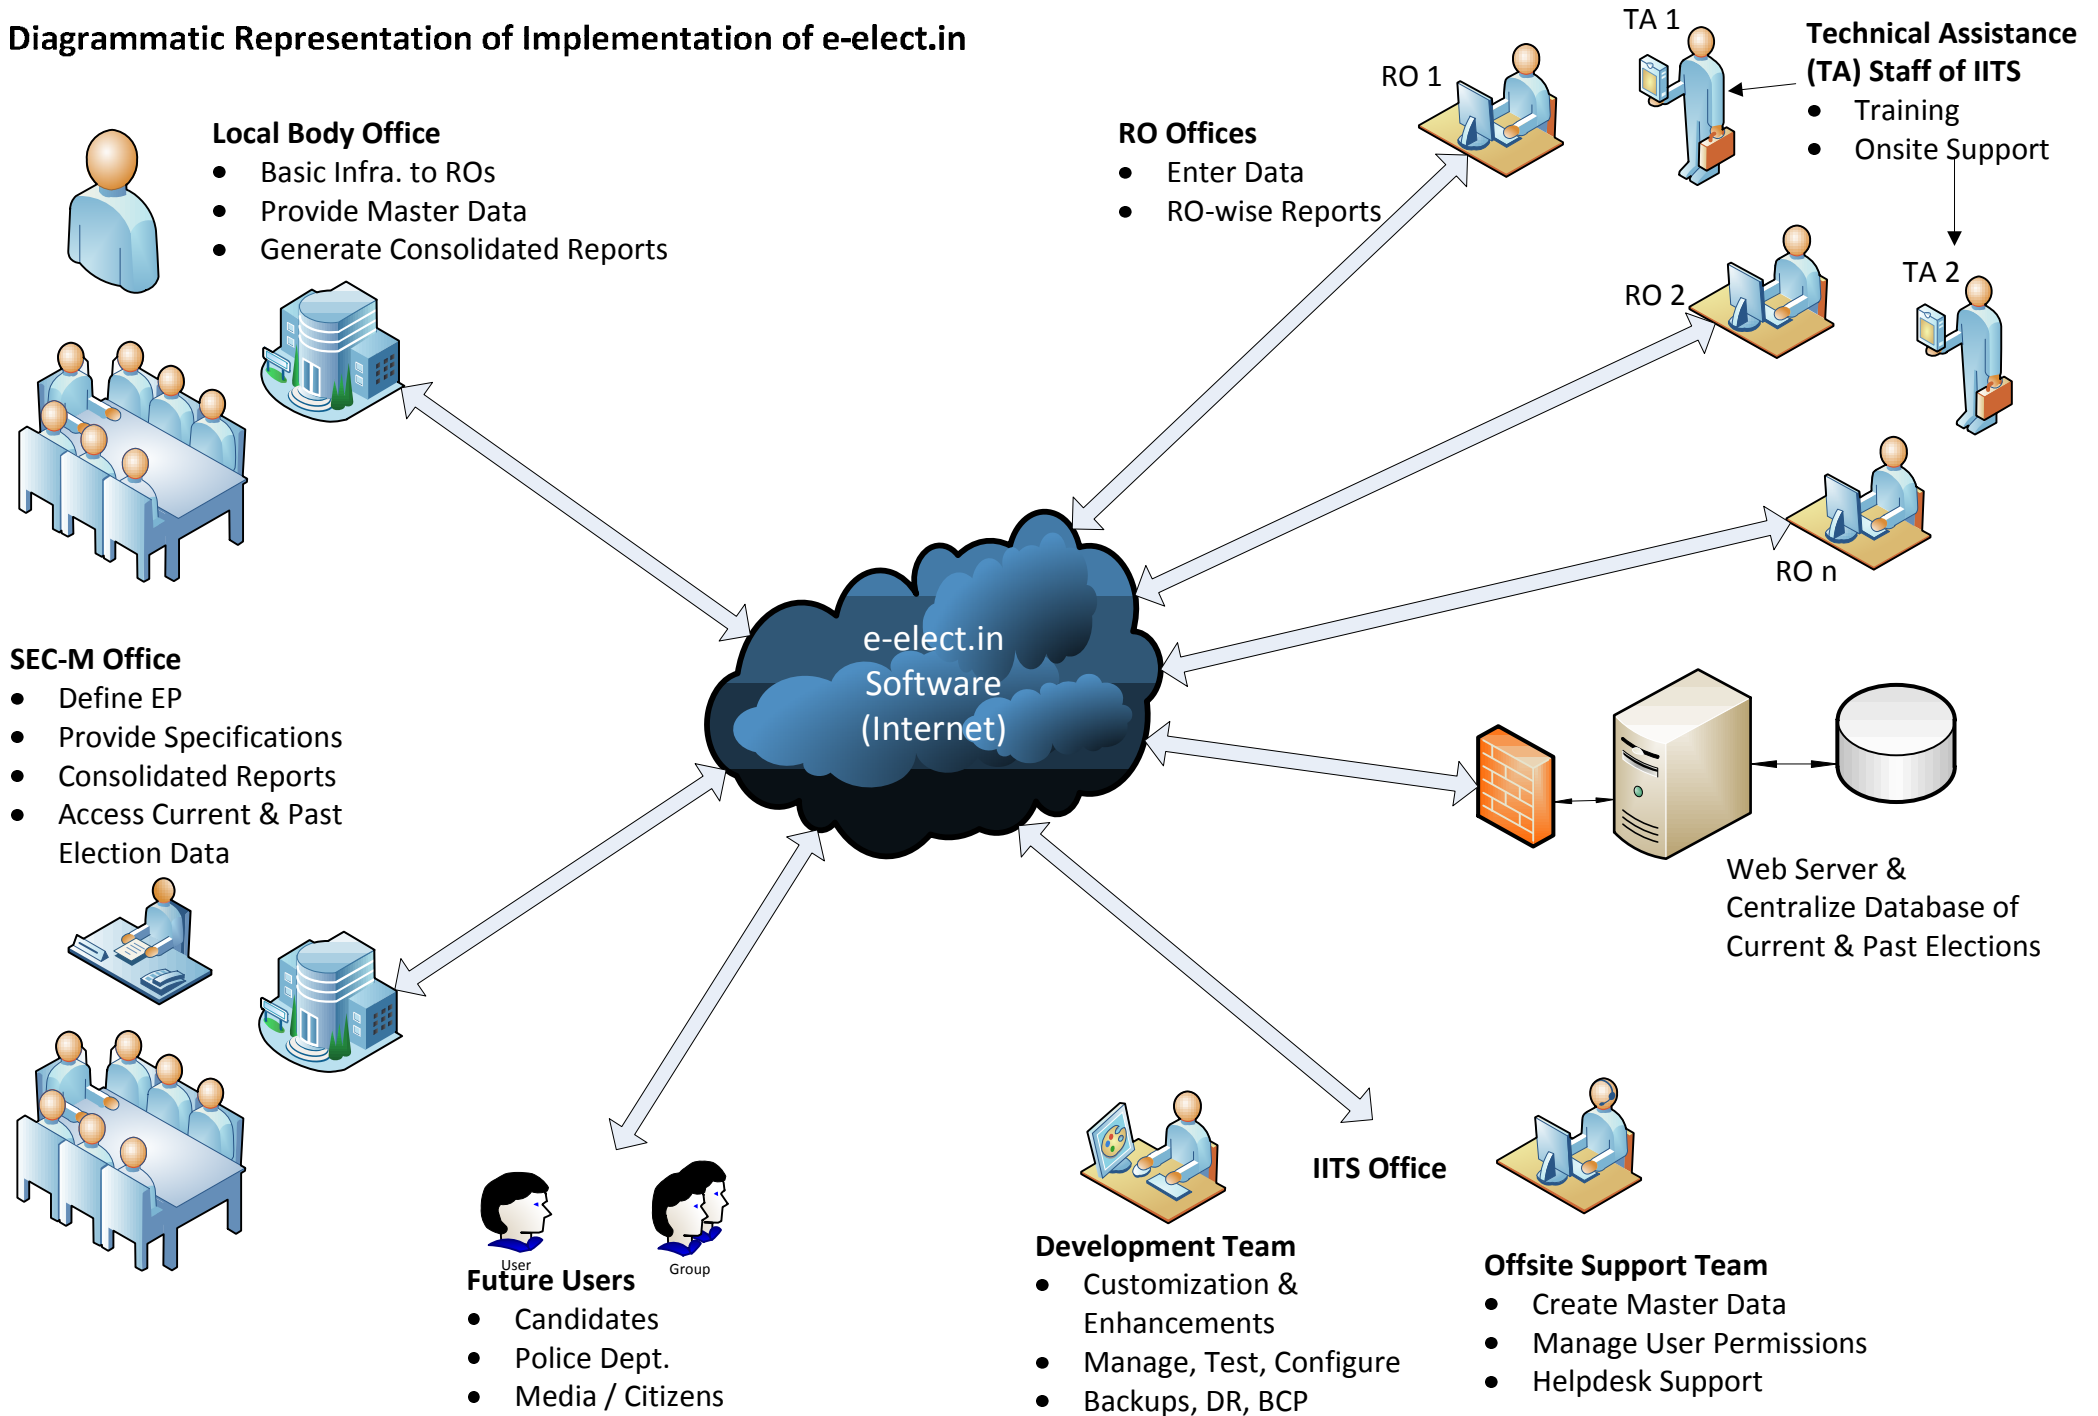 Diagrammatic Representation of Implementation of e-elect.in
Local Body Office
• Basic Infra. to ROs
• Provide Master Data
• Generate Consolidated Reports
RO Offices
• Enter Data
• RO-wise Reports
RO 1
TA 1
Technical Assistance
(TA) Staff of IITS
• Training
• Onsite Support
RO 2
TA 2
RO n
e-elect.in
Software
(Internet)
SEC-M Office
• Define EP
• Provide Specifications
• Consolidated Reports
• Access Current & Past
Election Data
Web Server &
Centralize Database of
Current & Past Elections
User
Group
Future Users
• Candidates
• Police Dept.
• Media / Citizens
IITS Office
Development Team
• Customization &
Enhancements
• Manage, Test, Configure
• Backups, DR, BCP
Offsite Support Team
• Create Master Data
• Manage User Permissions
• Helpdesk Support